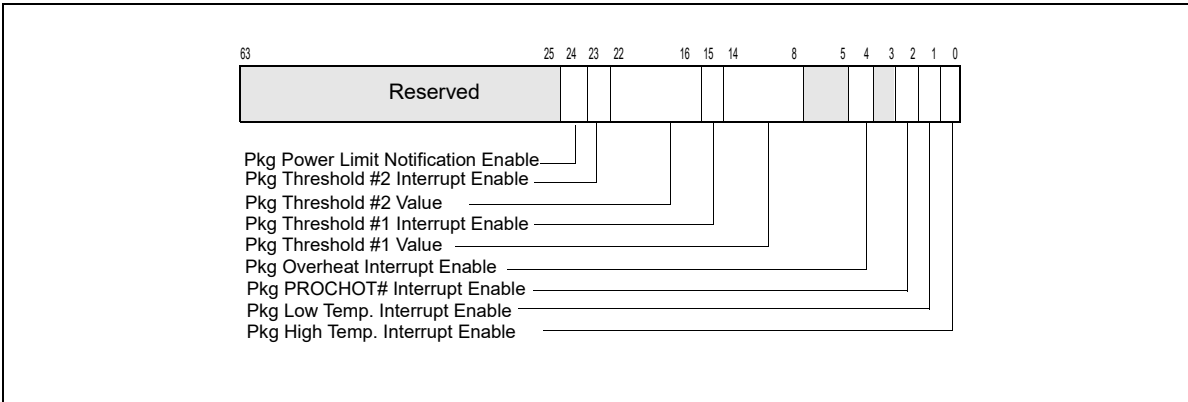 63 25 24 23 22 16 15 14 8 5 4 3 2 1 0
Reserved
Pkg Power Limit Notification Enable
Pkg Threshold #2 Interrupt Enable
Pkg Threshold #2 Value
Pkg Threshold #1 Interrupt Enable
Pkg Threshold #1 Value
Pkg Overheat Interrupt Enable
Pkg PROCHOT# Interrupt Enable
Pkg Low Temp. Interrupt Enable
Pkg High Temp. Interrupt Enable